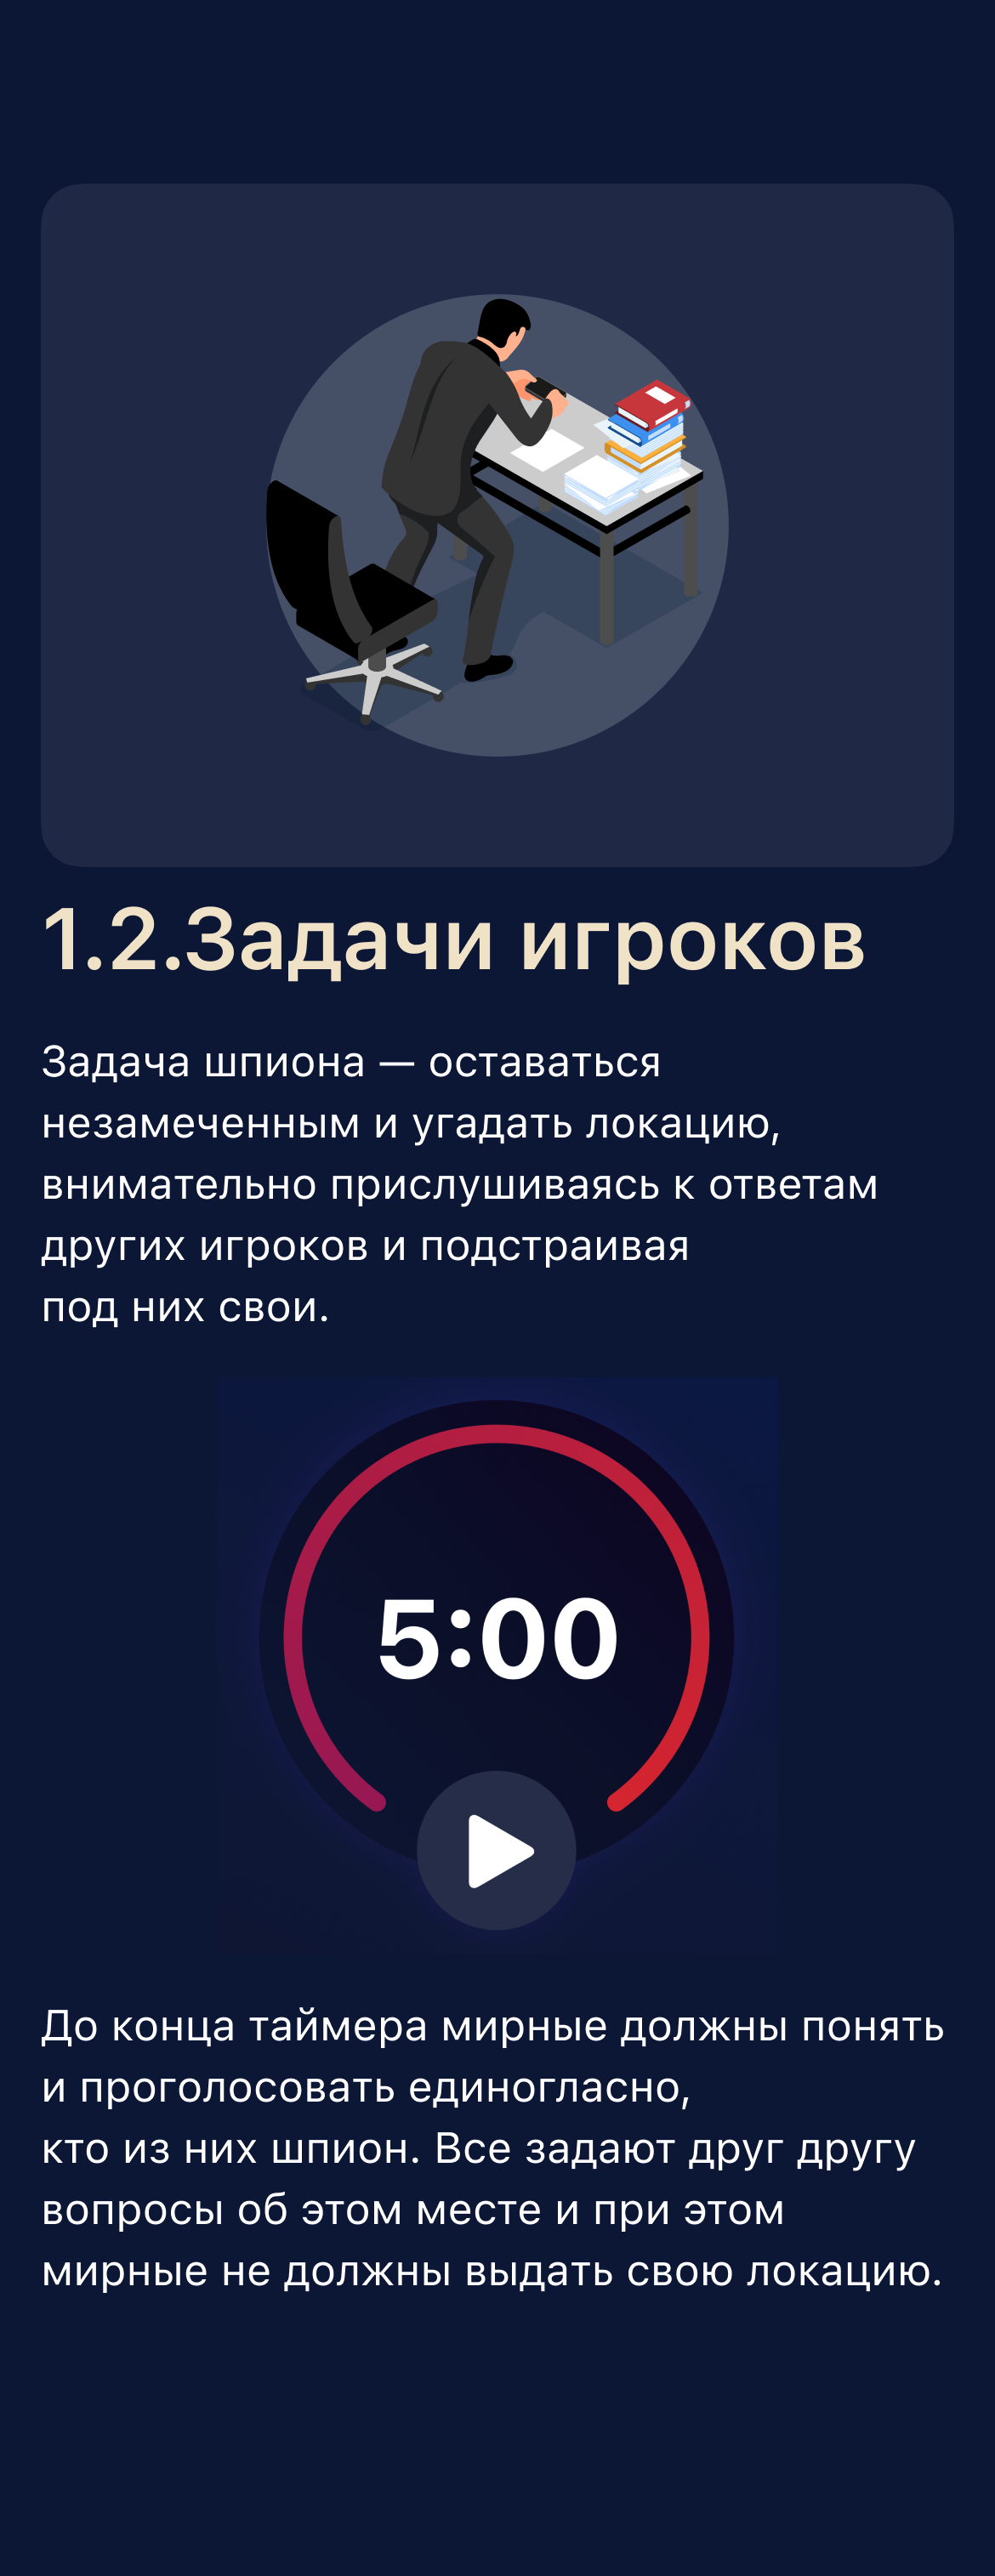 1.2.Задачи игроков
Задача шпиона — оставаться
незамеченным и угадать локацию,
внимательно прислушиваясь к ответам
других игроков и подстраивая
под них свои.
5:00
До конца таймера мирные должны понять
и проголосовать единогласно,
кто из них шпион. Все задают друг другу
вопросы об этом месте и при этом
мирные не должны выдать свою локацию.